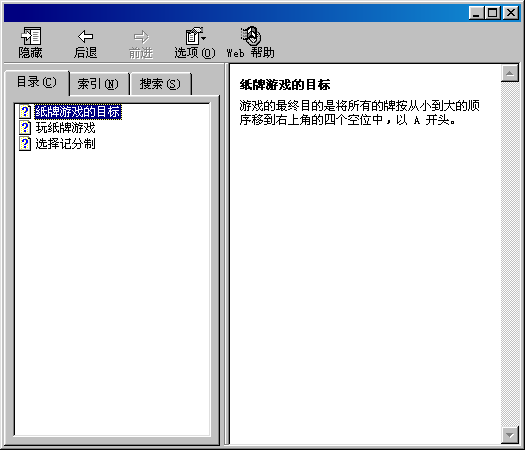 隐藏 后退 前进 选项(O) Web 帮助
目录(C) 索引(N) 搜索(S)
纸牌游戏的目标
玩纸牌游戏
选择记分制
纸牌游戏的目标
游戏的最终目的是将所有的牌按从小到大的顺
序移到右上角的四个空位中，以 A 开头。